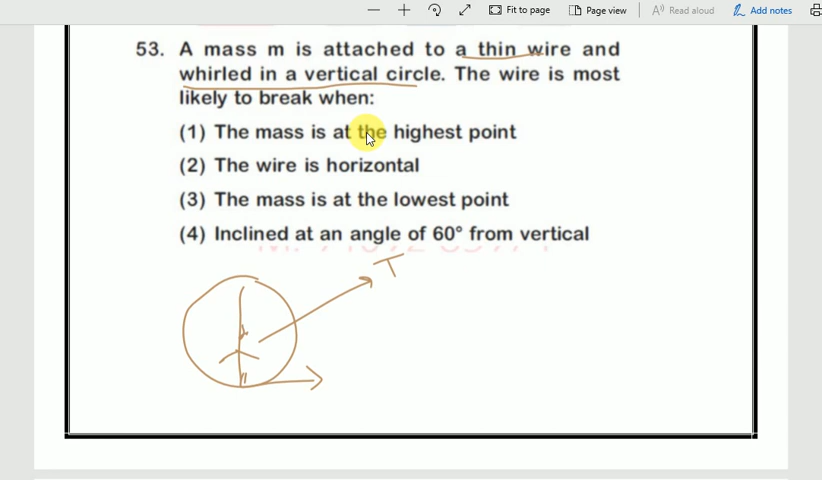 Fit to page
Page view
Read aloud
Add notes
53. A mass m is attached to a thin wire and
whirled in a vertical circle. The wire is most
likely to break when:
(1) The mass is at the highest point
(2) The wire is horizontal
(3) The mass is at the lowest point
(4) Inclined at an angle of 60° from vertical
T